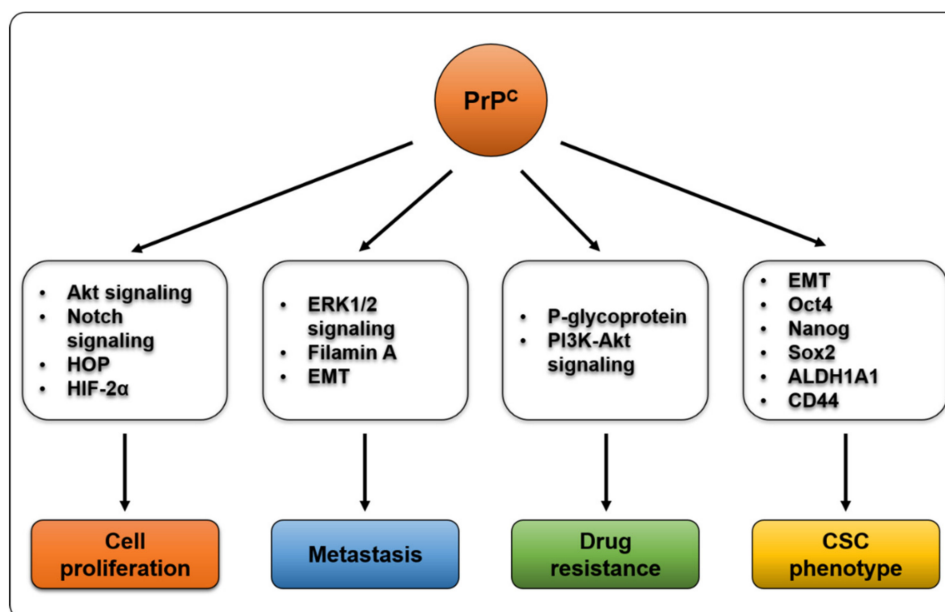 PrPᶜ
• Akt signaling
• Notch
signaling
• HOP
• HIF-2α
• ERK1/2
signaling
• Filamin A
• EMT
• P-glycoprotein
• PI3K-Akt
signaling
• EMT
• Oct4
• Nanog
• Sox2
• ALDH1A1
• CD44
Cell
proliferation
Metastasis
Drug
resistance
CSC
phenotype